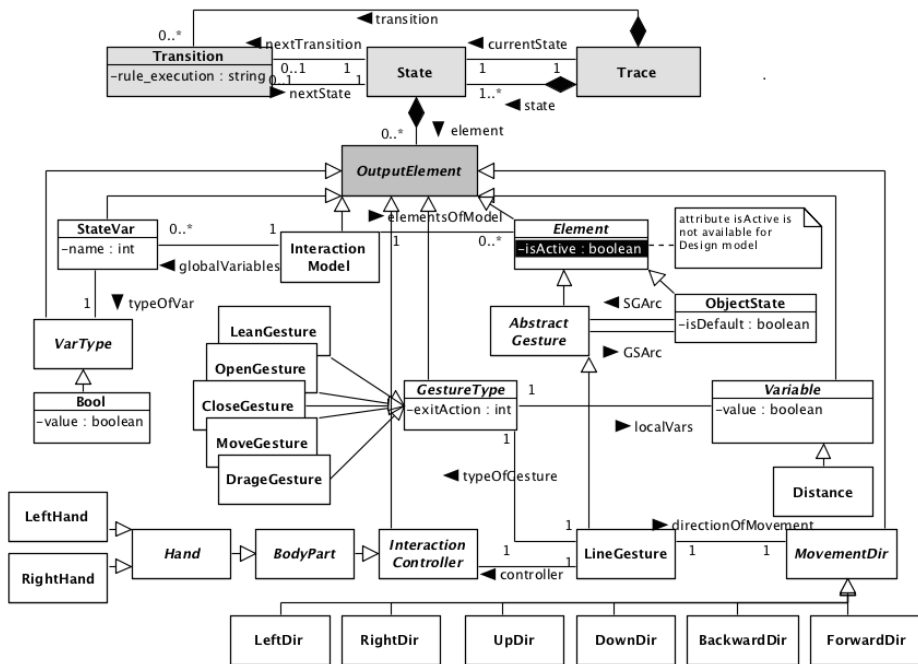 ◄ transition
0..*
◄ nextTransition
◄ currentState
Transition
-rule_execution : string
0..1
1
State
1
1
Trace
0..1
1
► nextState
1..*
◄ state
0..*
▼ element
OutputElement
StateVar
-name : int
0..*
1
► elementsOfModel
Element
-isActive : boolean
attribute isActive is
not available for
Design model
Interaction
Model
1
0..*
◄ globalVariables
1
▼ typeOfVar
◄ SGArc
ObjectState
-isDefault : boolean
VarType
LeanGesture
Abstract
Gesture
► GSArc
OpenGesture
Bool
-value : boolean
CloseGesture
GestureType
-exitAction : int
1
Variable
-value : boolean
1
► localVars
MoveGesture
1
DrageGesture
◄ typeOfGesture
Distance
LeftHand
1
► directionOfMovement
Hand
BodyPart
Interaction
Controller
1
1
LineGesture
1
1
MovementDir
RightHand
◄ controller
LeftDir
RightDir
UpDir
DownDir
BackwardDir
ForwardDir